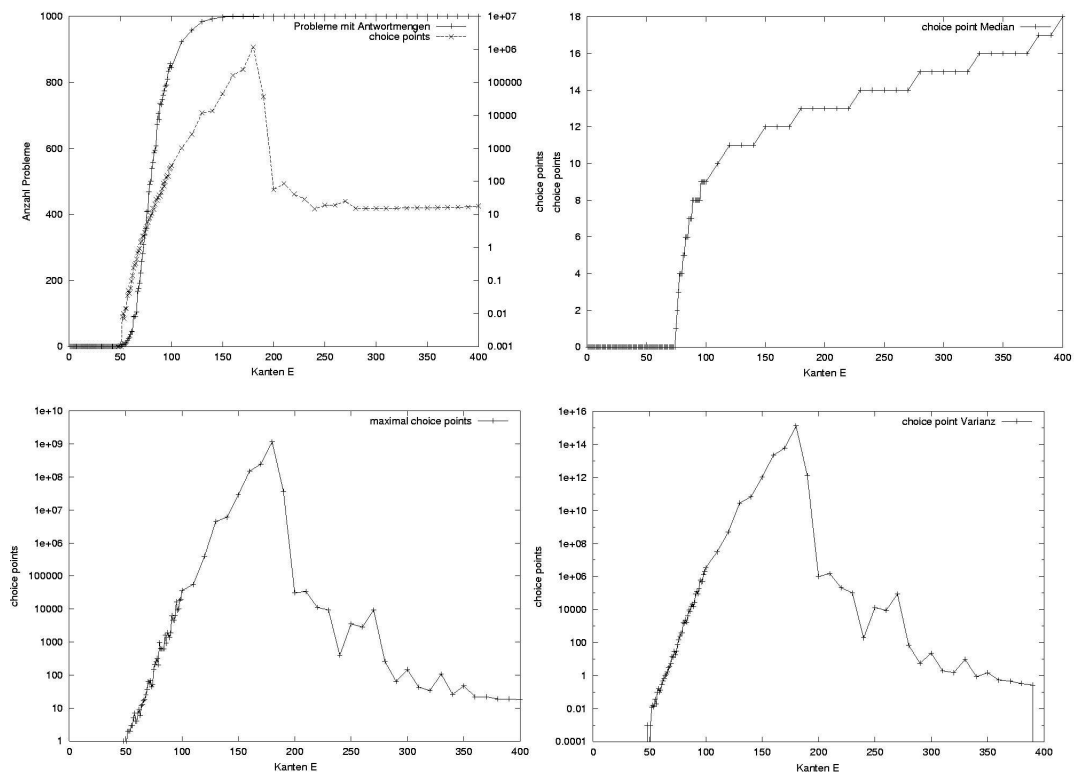 1000
800
600
400
200
0
Anzahl Probleme
Probleme mit Antwortmengen
choice points
1e+07
1e+06
100000
10000
1000
100
10
1
0.1
0.01
0.001
0 50 100 150 200 250 300 350 400
Kanten E
18
16
14
12
10
8
6
4
2
0
choice points
choice points
choice point Median
0 50 100 150 200 250 300 350 400
Kanten E
1e+10
1e+09
1e+08
1e+07
1e+06
100000
10000
1000
100
10
1
choice points
maximal choice points
0 50 100 150 200 250 300 350 400
Kanten E
1e+16
1e+14
1e+12
1e+10
1e+08
1e+06
10000
100
1
0.01
0.0001
choice points
choice point Varianz
0 50 100 150 200 250 300 350 400
Kanten E